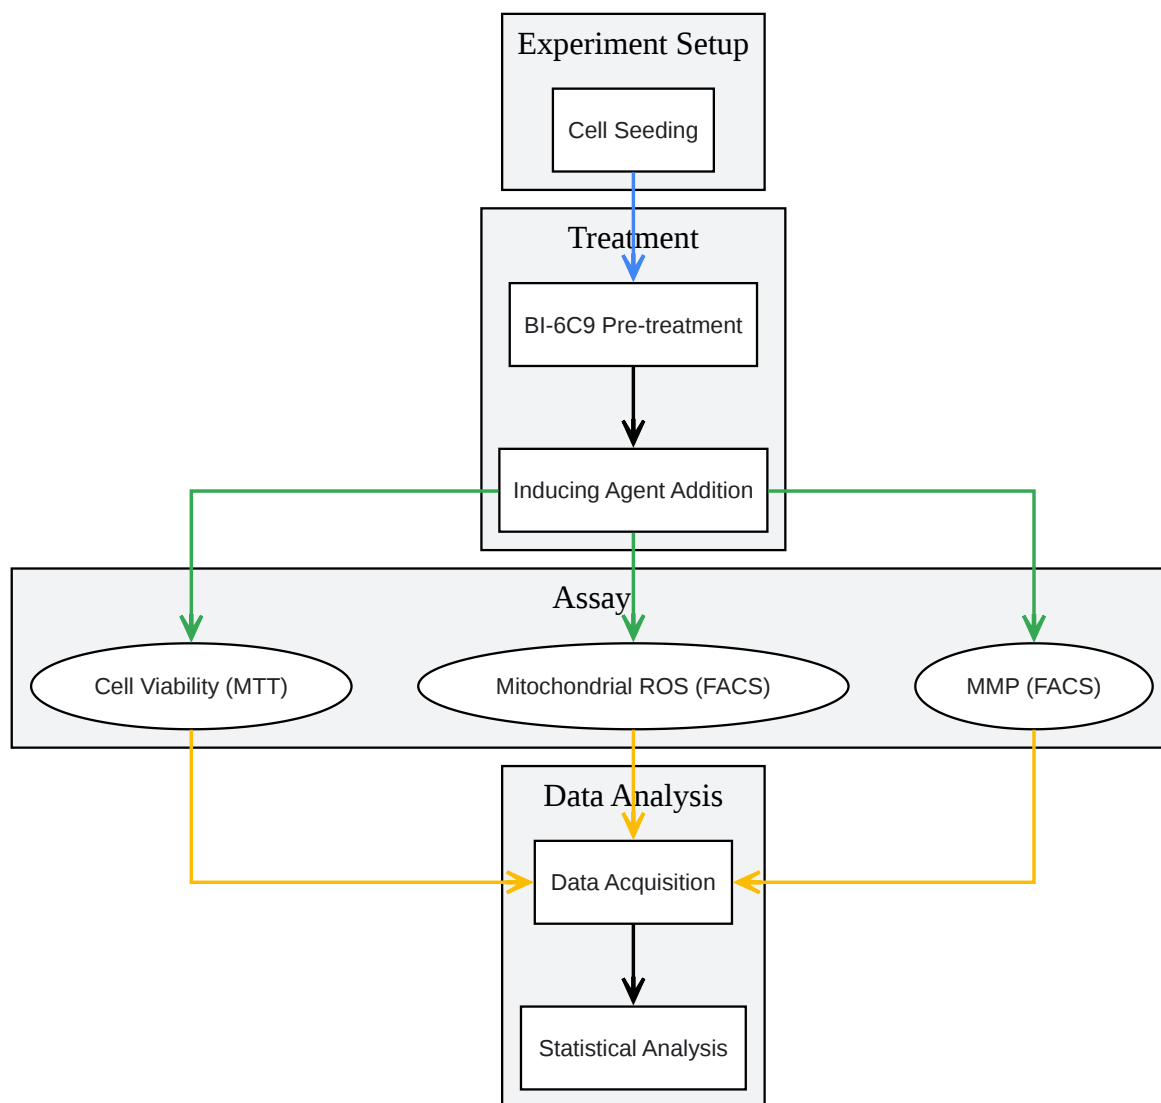 Experiment Setup
Cell Seeding
Treatment
BI-6C9 Pre-treatment
Inducing Agent Addition
Assay
Cell Viability (MTT)
Mitochondrial ROS (FACS)
MMP (FACS)
Data Analysis
Data Acquisition
Statistical Analysis